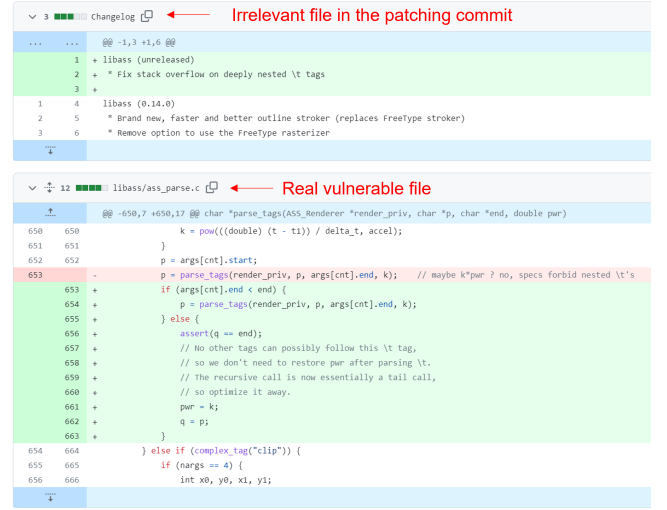 3 Changelog Irrelevant file in the patching commit
... ... @@ -1,3 +1,6 @@
1 + libass (unreleased)
2 + * Fix stack overflow on deeply nested \t tags
3 +
1 4 libass (0.14.0)
2 5 * Brand new, faster and better outline stroker (replaces FreeType stroker)
3 6 * Remove option to use the FreeType rasterizer
12 libass/ass_parse.c Real vulnerable file
@@ -650,7 +650,17 @@ char *parse_tags(ASS_Renderer *render_priv, char *p, char *end, double pwr)
650 650 k = pow(((double) (t - t1)) / delta_t, accel);
651 651 }
652 652 p = args[cnt].start;
653 - p = parse_tags(render_priv, p, args[cnt].end, k); // maybe k*pwr ? no, specs forbid nested \t's
653 + if (args[cnt].end < end) {
654 + p = parse_tags(render_priv, p, args[cnt].end, k);
655 + } else {
656 + assert(q == end);
657 + // No other tags can possibly follow this \t tag,
658 + // so we don't need to restore pwr after parsing \t.
659 + // The recursive call is now essentially a tail call,
660 + // so optimize it away.
661 + pwr = k;
662 + q = p;
663 + }
654 664 } else if (complex_tag("clip")) {
655 665 if (nargs == 4) {
656 666 int x0, y0, x1, y1;